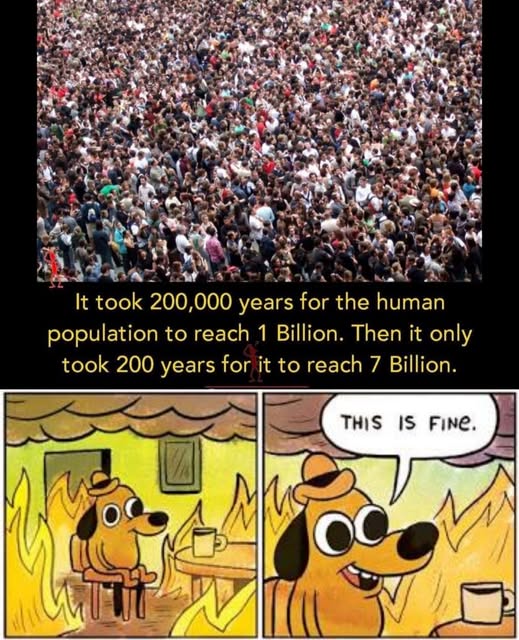 It took 200,000 years for the human
population to reach 1 Billion. Then it only
took 200 years for it to reach 7 Billion.
THIS IS FINE.